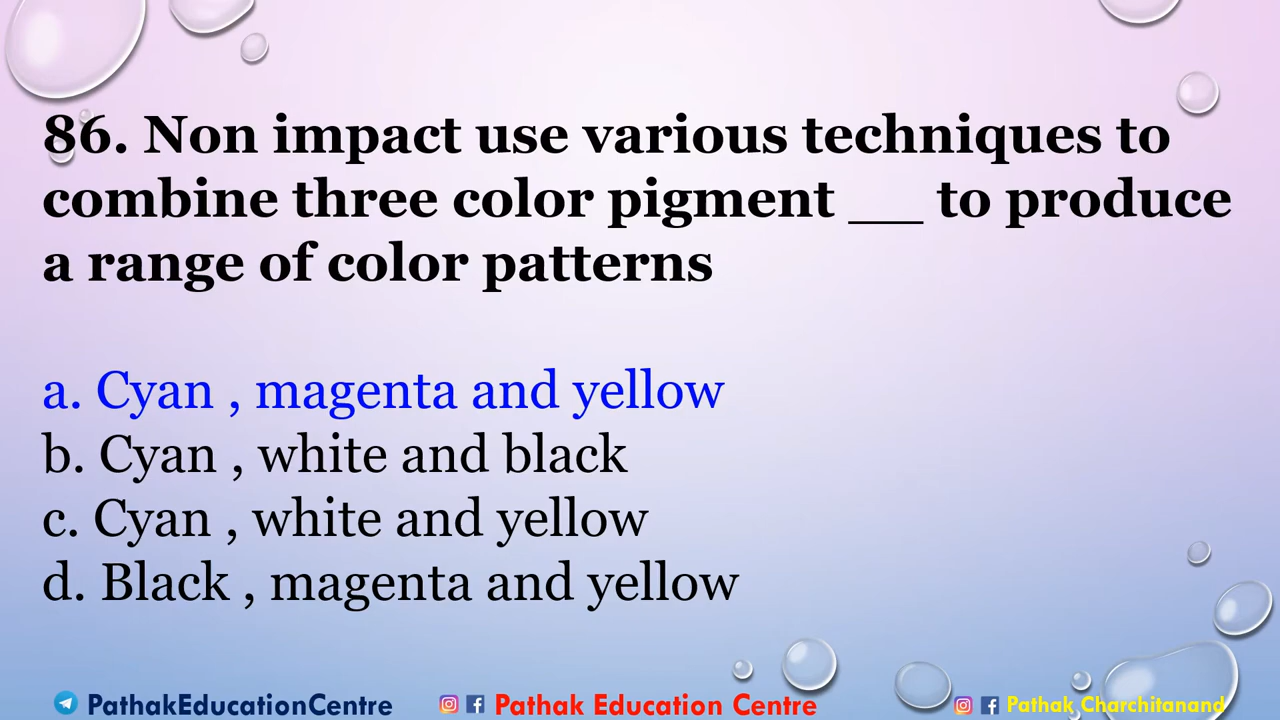 86. Non impact use various techniques to
combine three color pigment __ to produce
a range of color patterns
a. Cyan , magenta and yellow
b. Cyan , white and black
c. Cyan , white and yellow
d. Black , magenta and yellow
PathakEducationCentre Pathak Education Centre Pathak_Charchitanand